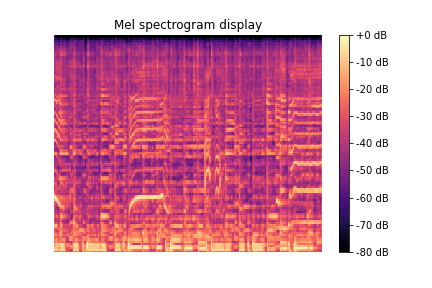 Mel spectrogram display
+0 dB
-10 dB
-20 dB
-30 dB
-40 dB
-50 dB
-60 dB
-70 dB
-80 dB